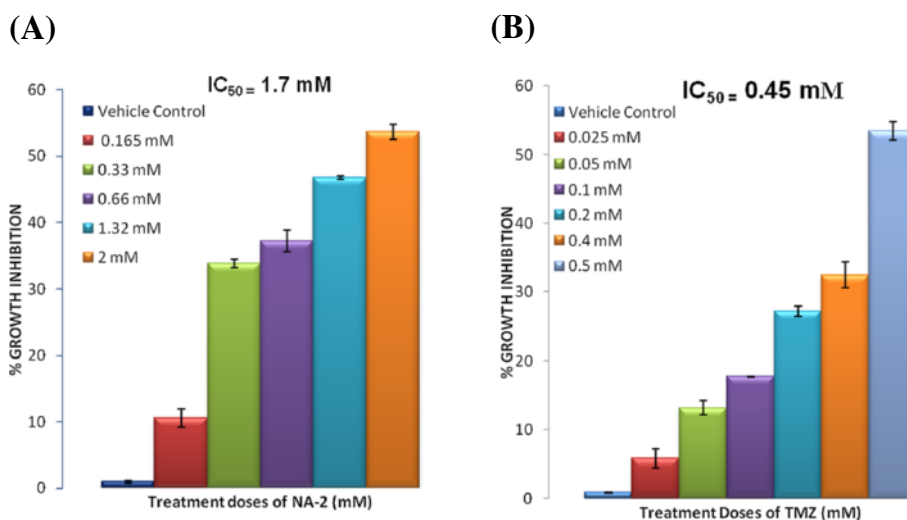 (A)
IC50 = 1.7 mM
60
50
40
30
20
10
0
% GROWTH INHIBITION
Vehicle Control
0.165 mM
0.33 mM
0.66 mM
1.32 mM
2 mM
Treatment doses of NA-2 (mM)
(B)
IC50 = 0.45 mM
60
50
40
30
20
10
0
% GROWTH INHIBITION
Vehicle Control
0.025 mM
0.05 mM
0.1 mM
0.2 mM
0.4 mM
0.5 mM
Treatment Doses of TMZ (mM)